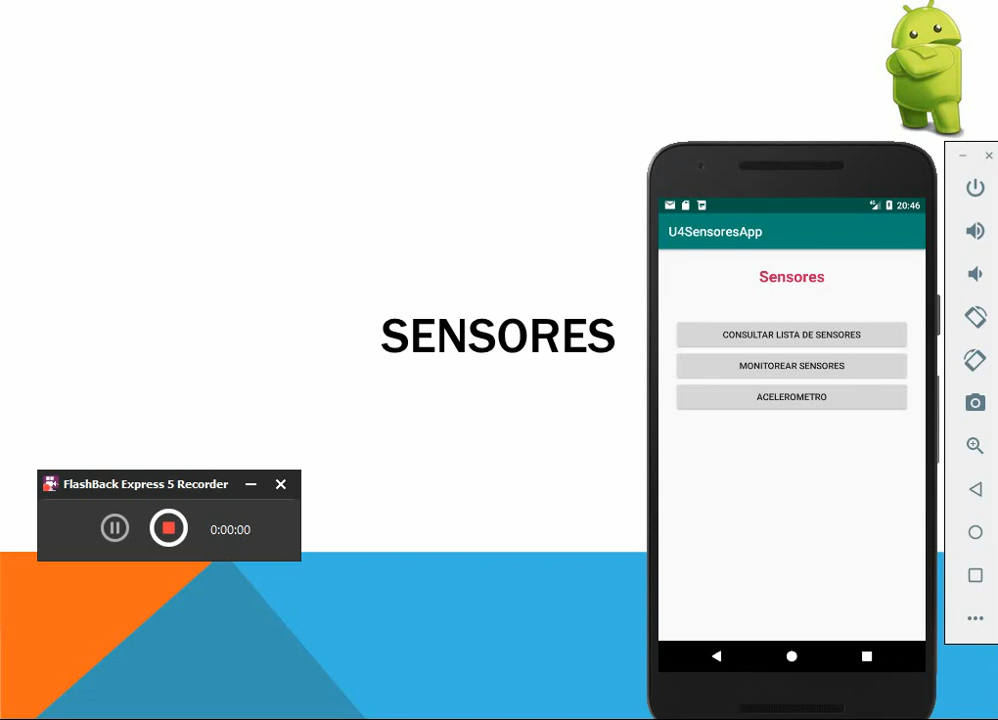 SENSORES
FlashBack Express 5 Recorder
0:00:00
20:46
U4SensoresApp
Sensores
CONSULTAR LISTA DE SENSORES
MONITOREAR SENSORES
ACELEROMETRO